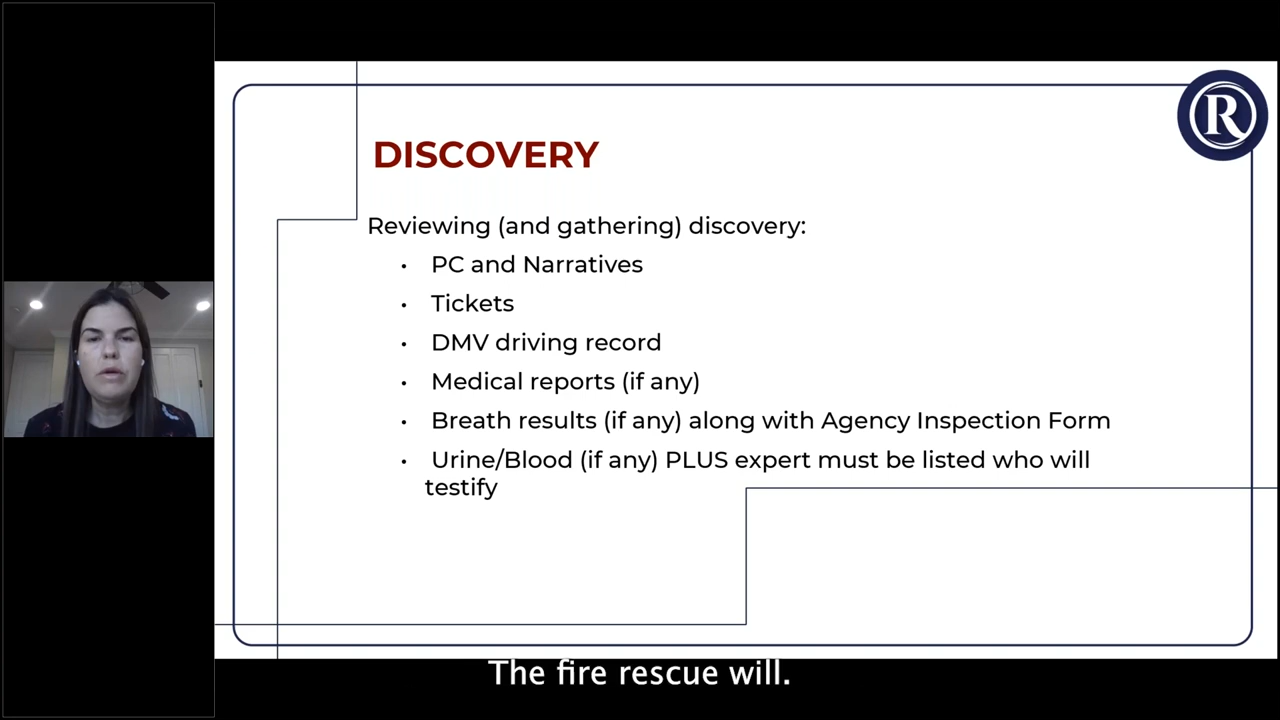 R
DISCOVERY
Reviewing (and gathering) discovery:
• PC and Narratives
• Tickets
• DMV driving record
• Medical reports (if any)
• Breath results (if any) along with Agency Inspection Form
• Urine/Blood (if any) PLUS expert must be listed who will
testify
The fire rescue will.